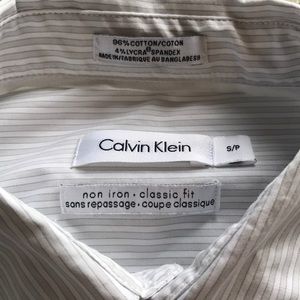 96% COTTON/COTON
4% LYCRA® SPANDEX
MADE IN/FABRIQUE AU BANGLADESH
Calvin Klein
S/P
non iron • classic fit
sans repassage • coupe classique